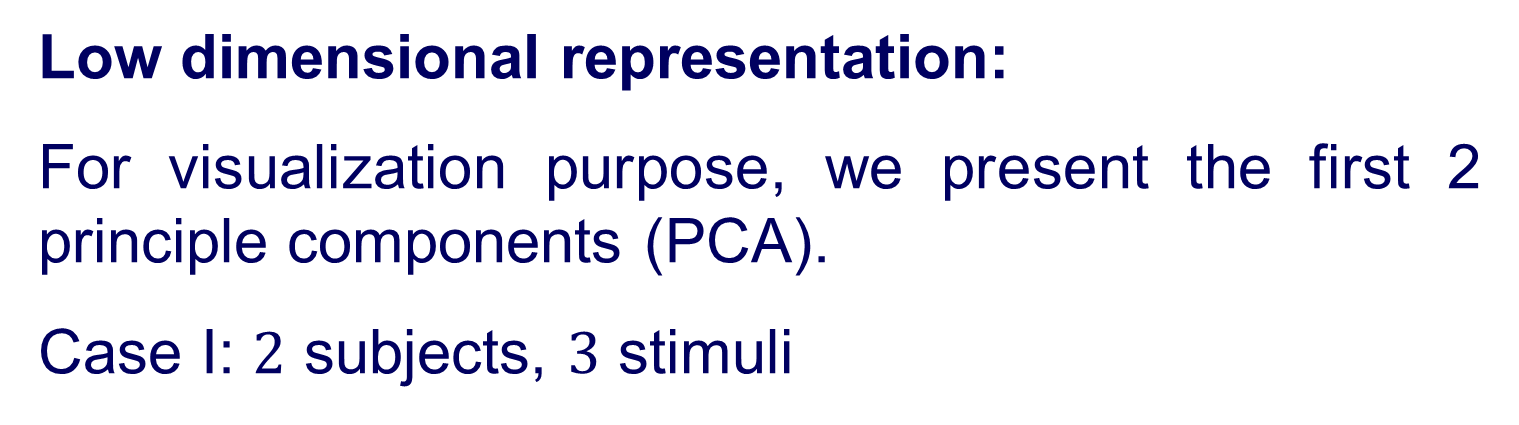 Low dimensional representation:
For visualization purpose, we present the first 2
principle components (PCA).
Case I: 2 subjects, 3 stimuli